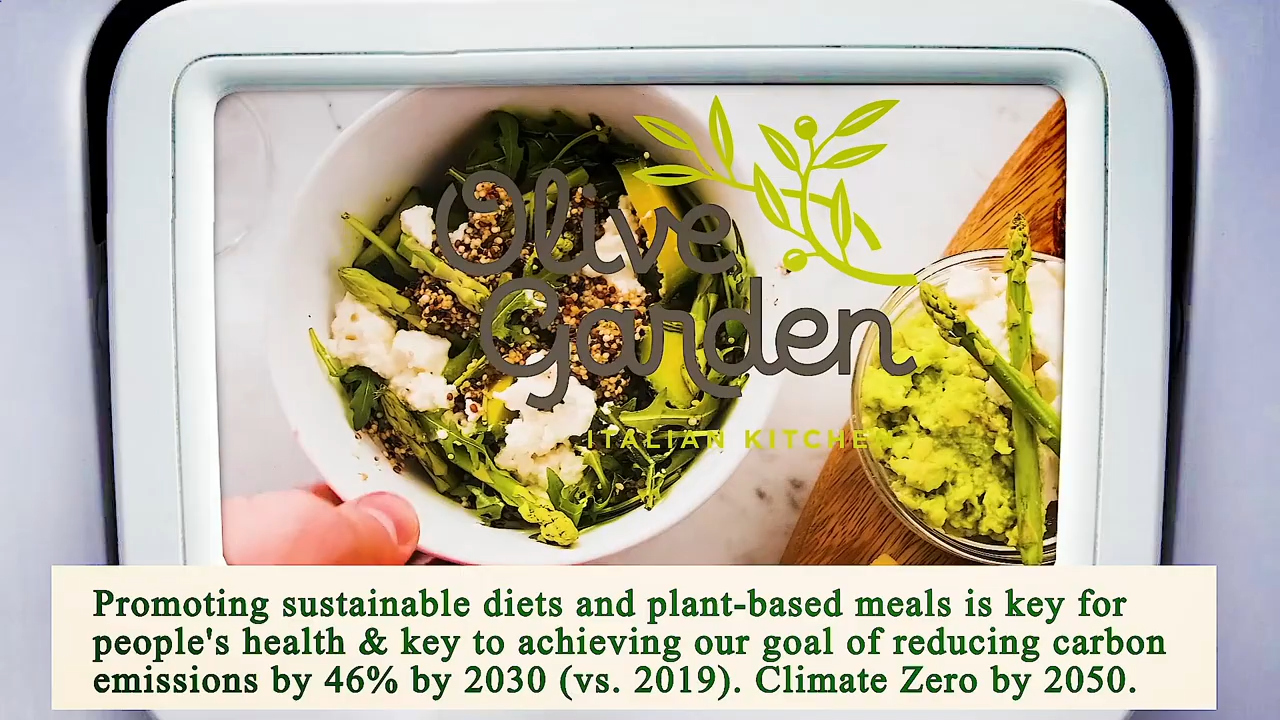 Olive
Garden
ITALIAN KITCHEN
Promoting sustainable diets and plant-based meals is key for
people's health & key to achieving our goal of reducing carbon
emissions by 46% by 2030 (vs. 2019). Climate Zero by 2050.